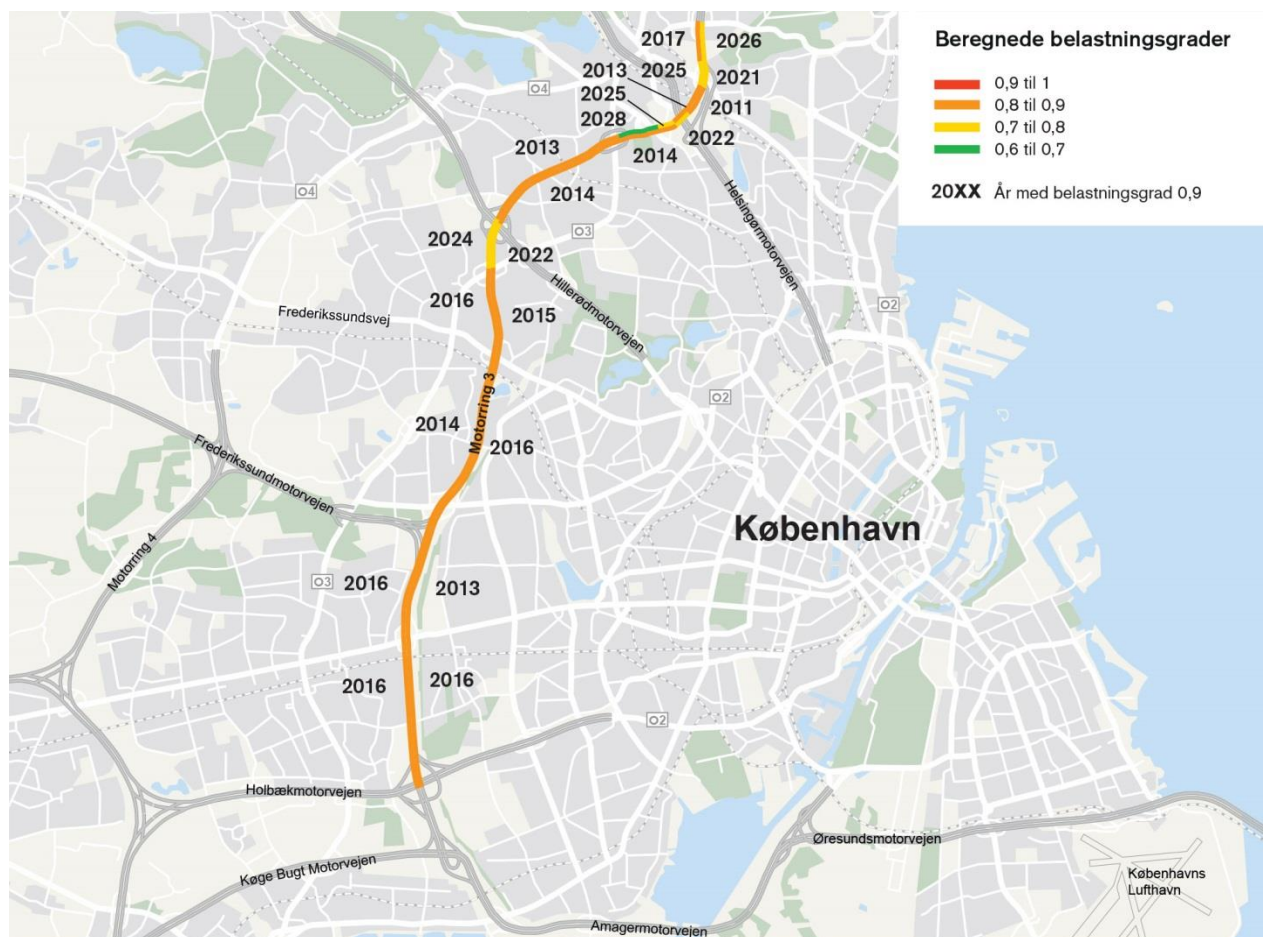 Beregnede belastningsgrader
0,9 til 1
0,8 til 0,9
0,7 til 0,8
0,6 til 0,7
20XX År med belastningsgrad 0,9
2017
2026
2013
2025
2021
2025
2011
2028
2022
2013
2014
O4
2014
O4
2024
2022
O3
Helsingørmotorvejen
Hillerødmotorvejen
2016
2015
O2
Frederikssundsvej
Motorring 3
O2
2014
2016
Frederikssundmotorvejen
København
Motorring 4
O3
2016
2013
2016
2016
O2
Holbækmotorvejen
Køge Bugt Motorvejen
Øresundsmotorvejen
Københavns
Lufthavn
Amagermotorvejen